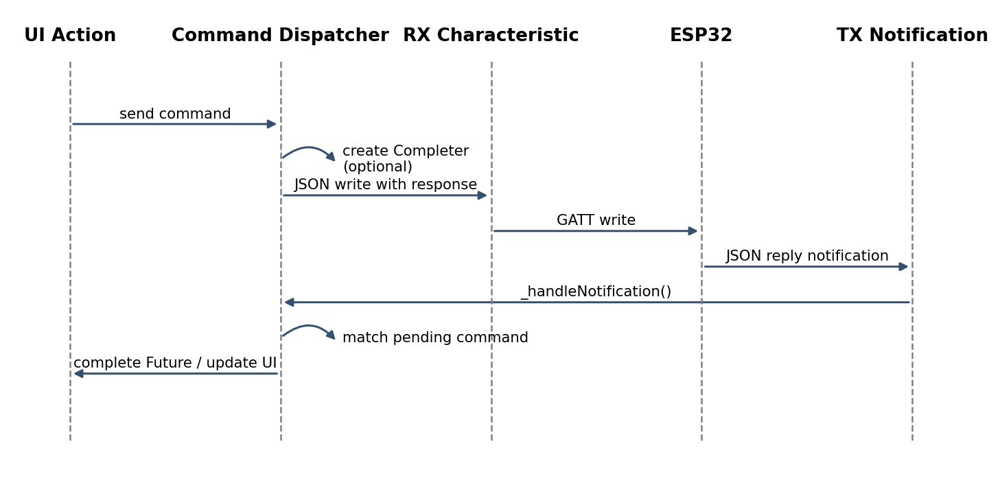 UI Action
Command Dispatcher
RX Characteristic
ESP32
TX Notification
send command
create Completer
(optional)
JSON write with response
GATT write
JSON reply notification
_handleNotification()
match pending command
complete Future / update UI